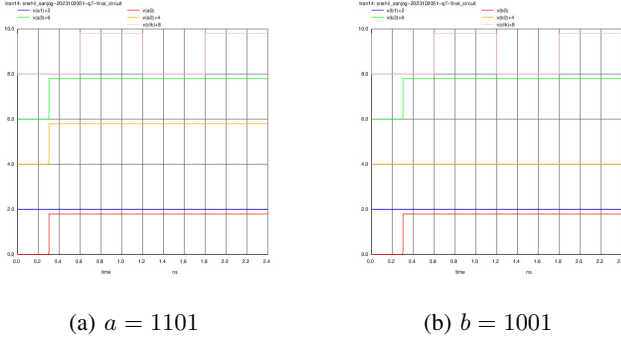 tran14: snehil_sanjog~2023102051~q7~final_circuit
v(a1)+2 v(a0)
v(a3)+6 v(a2)+4
v(clk)+8
10.0
8.0
6.0
4.0
2.0
0.0
0.0 0.2 0.4 0.6 0.8 1.0 1.2 1.4 1.6 1.8 2.0 2.2 2.4
time ns
(a) a = 1101
tran14: snehil_sanjog~2023102051~q7~final_circuit
v(b1)+2 v(b0)
v(b3)+6 v(b2)+4
v(clk)+8
10.0
8.0
6.0
4.0
2.0
0.0
0.0 0.2 0.4 0.6 0.8 1.0 1.2 1.4 1.6 1.8 2.0 2.2 2.4
time ns
(b) b = 1001